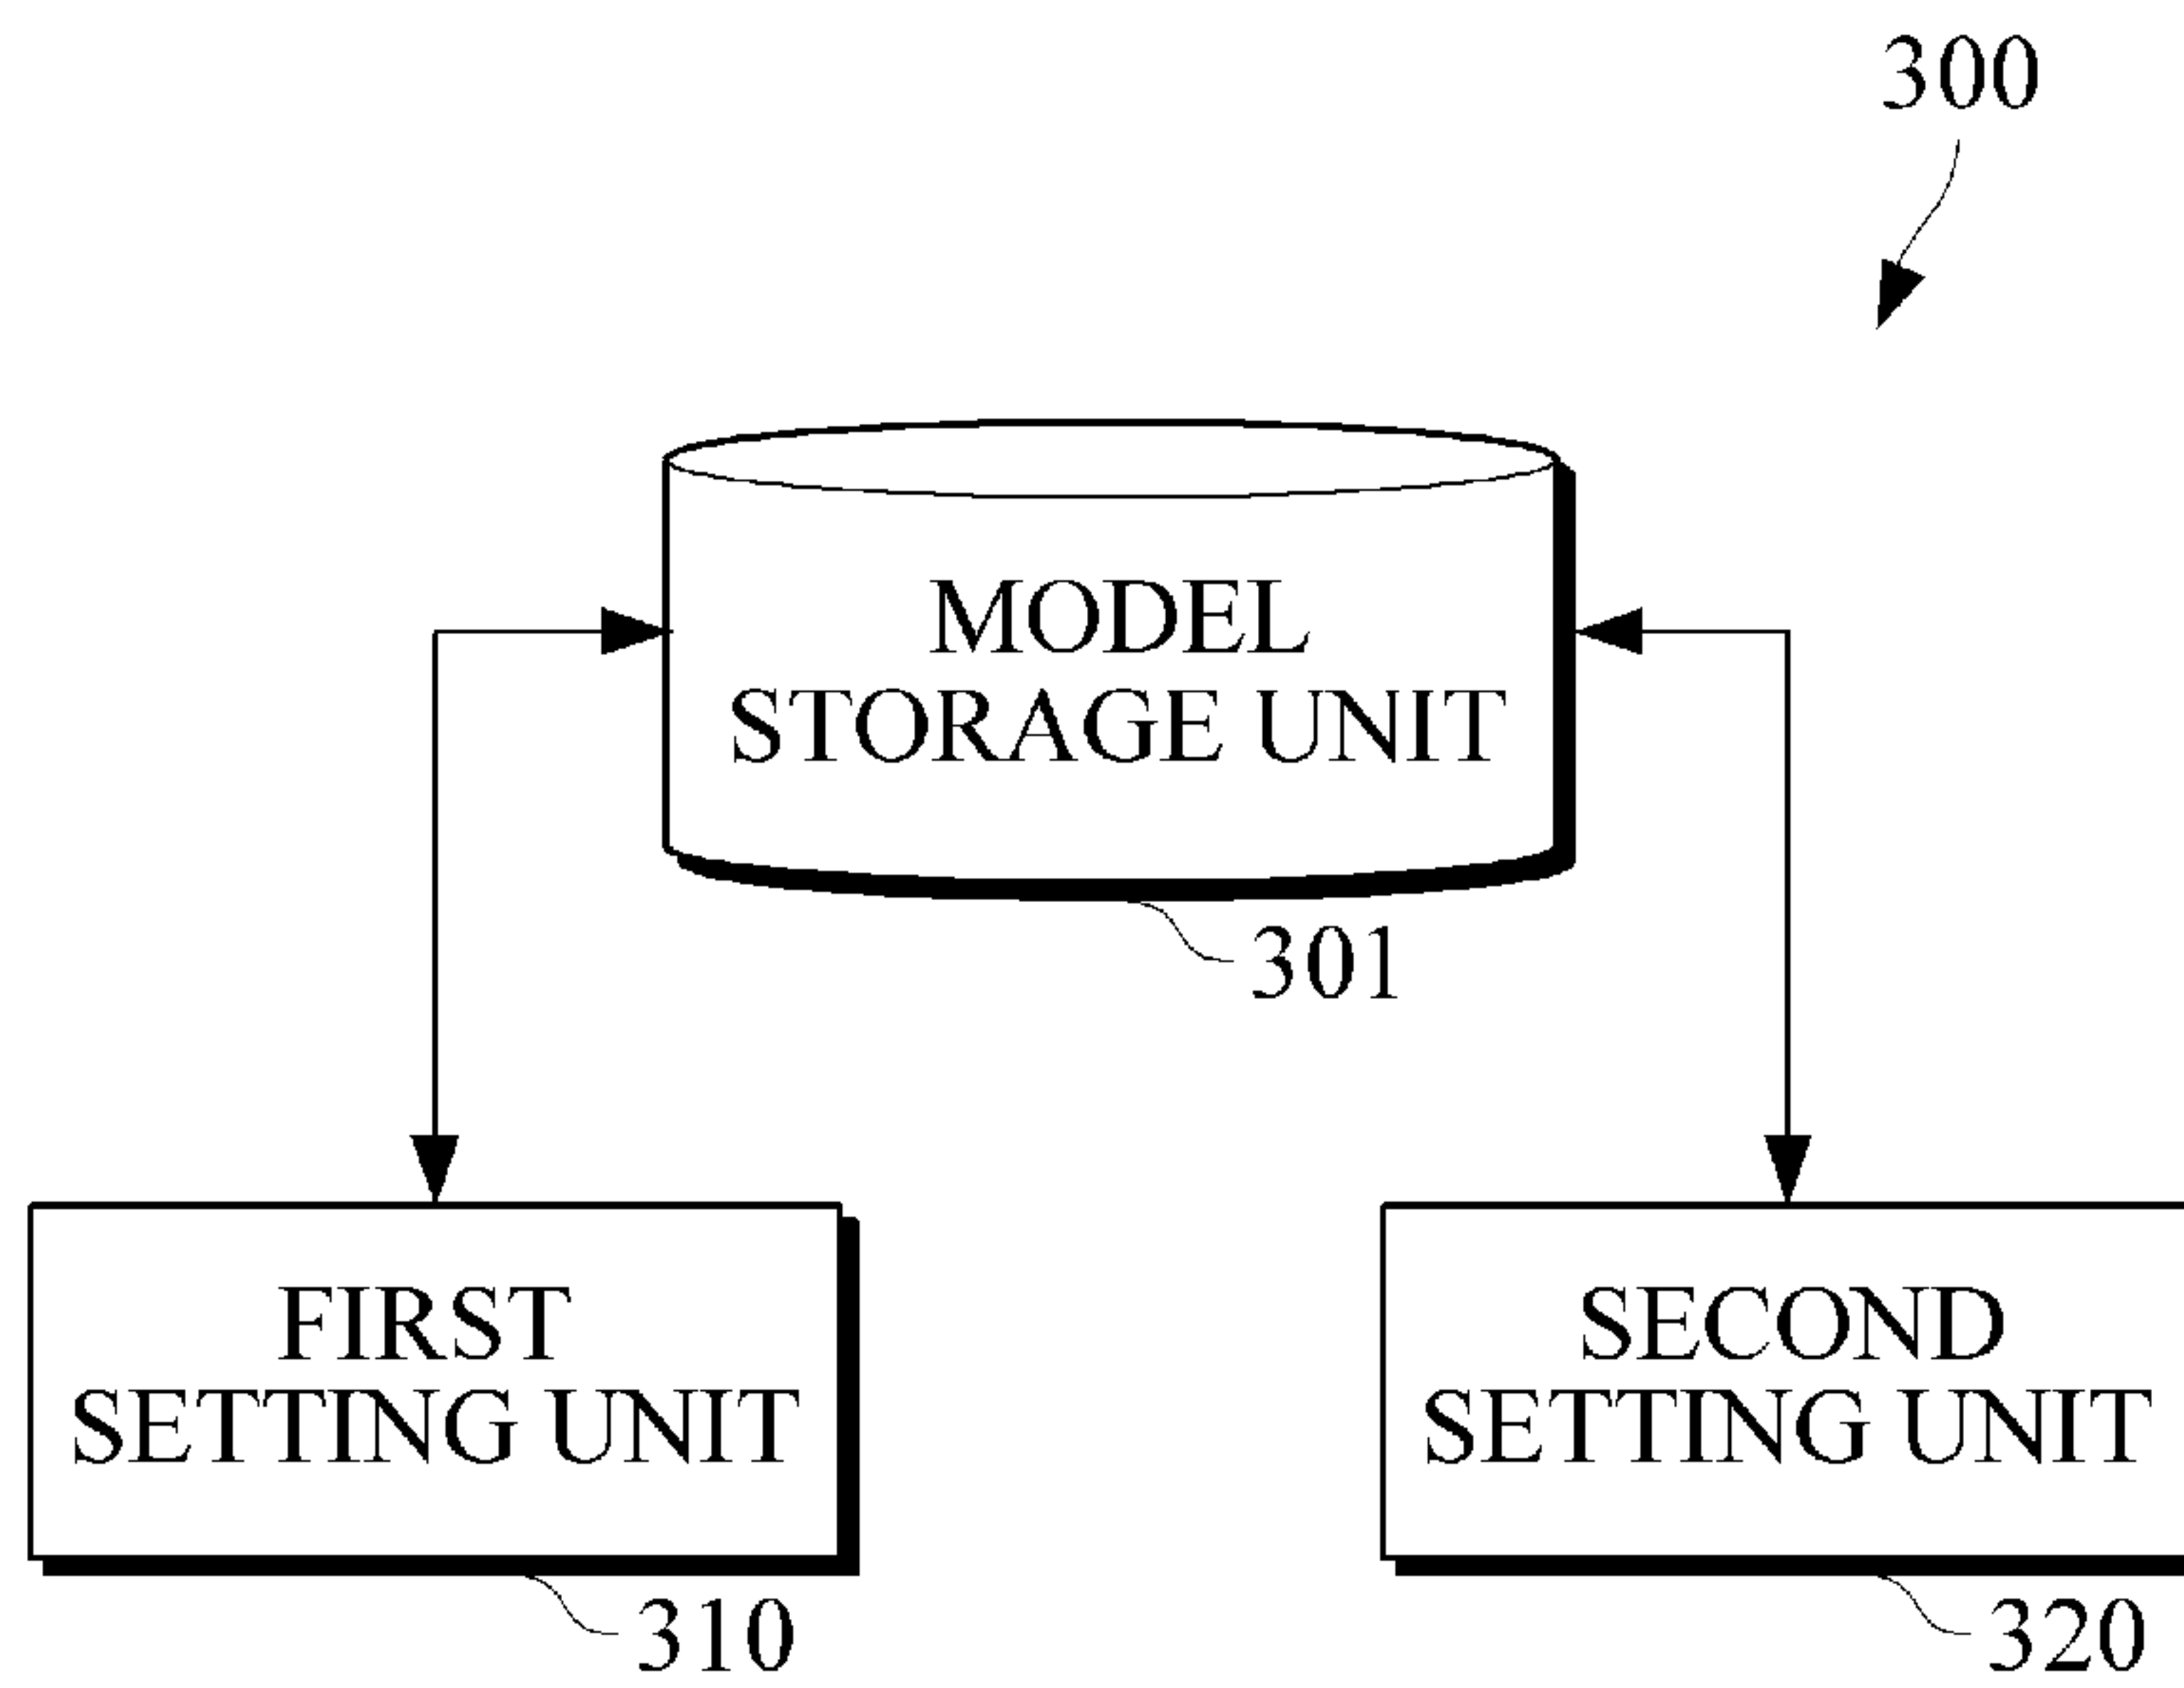 300
MODEL
STORAGE UNIT
301
FIRST
SETTING UNIT
310
SECOND
SETTING UNIT
320